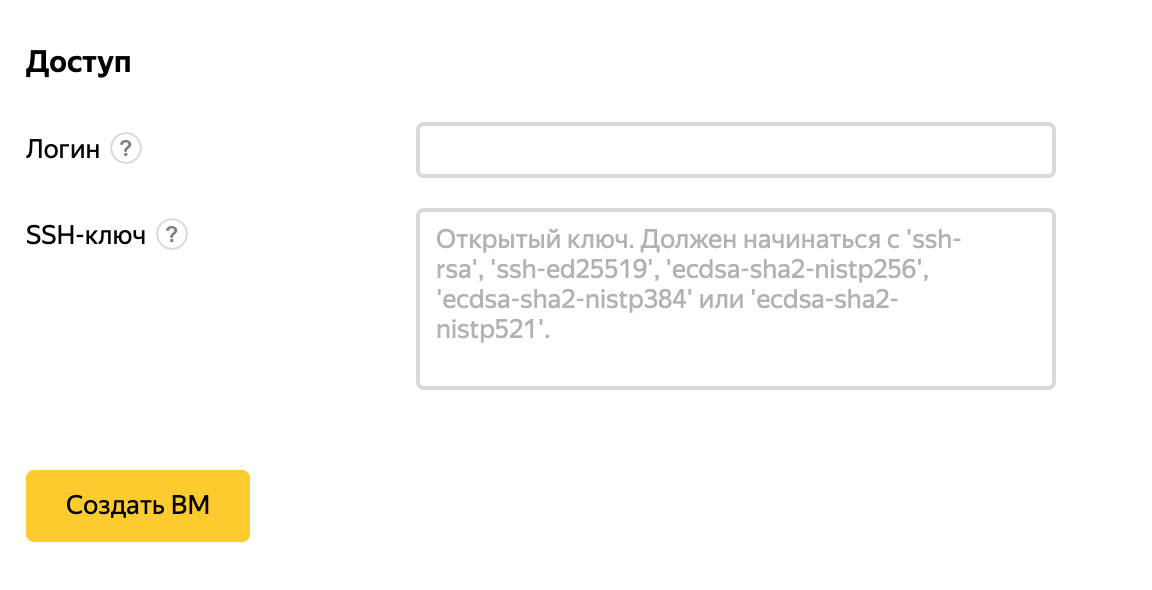 Доступ
Логин ?
SSH-ключ ?
Открытый ключ. Должен начинаться с 'ssh-
rsa', 'ssh-ed25519', 'ecdsa-sha2-nistp256',
'ecdsa-sha2-nistp384' или 'ecdsa-sha2-
nistp521'.
Создать ВМ